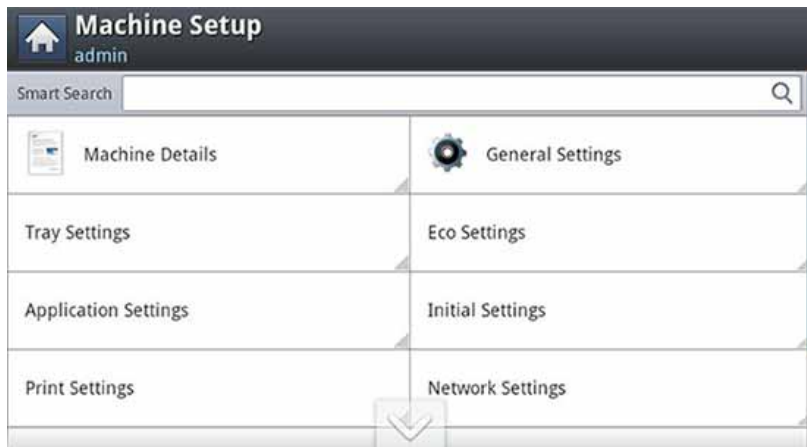 Machine Setup
admin
Smart Search
Machine Details
General Settings
Tray Settings
Eco Settings
Application Settings
Initial Settings
Print Settings
Network Settings